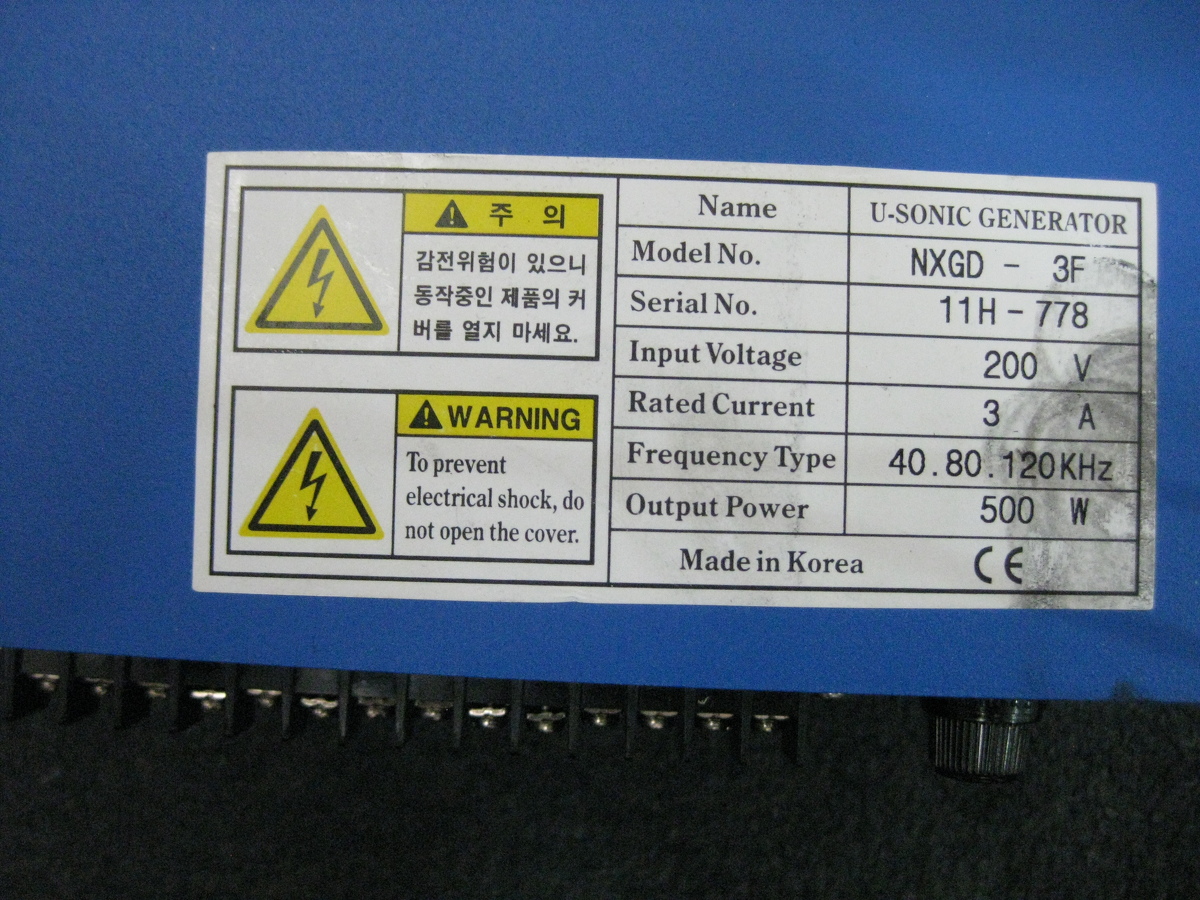 주 의
감전위험이 있으니
동작중인 제품의 커
버를 열지 마세요.
WARNING
To prevent
electrical shock, do
not open the cover.
Name U-SONIC GENERATOR
Model No. NXGD - 3F
Serial No. 11H - 778
Input Voltage 200 V
Rated Current 3 A
Frequency Type 40.80.120KHz
Output Power 500 W
Made in Korea CE